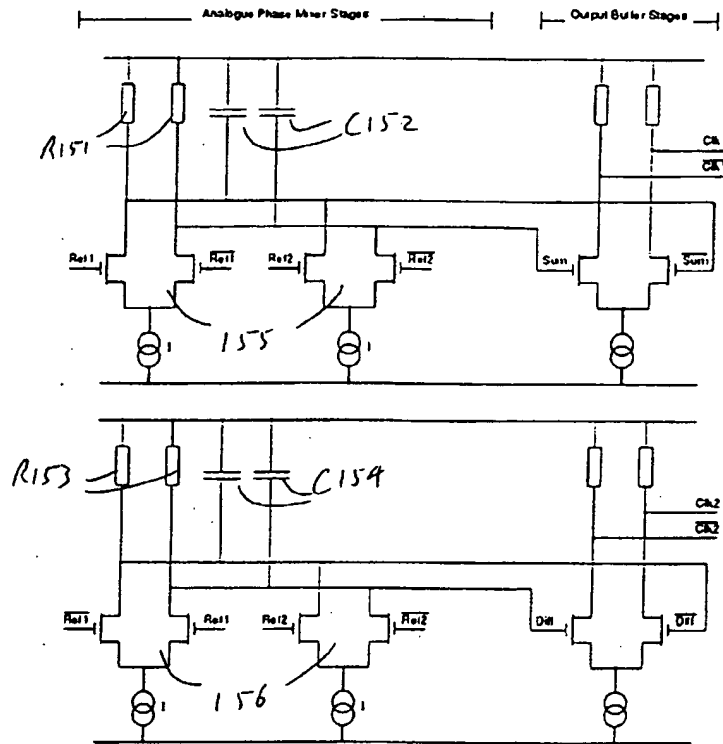 Analogue Phase Mixer Stages
Output Buffer Stages
R151
C152
Clk
Clk
Ref1
Ref1
Ref2
Ref2
Sum
Sum
155
I
I
R153
C154
Clk2
Clk2
Ref1
Ref1
Ref2
Ref2
Diff
Diff
156
I
I